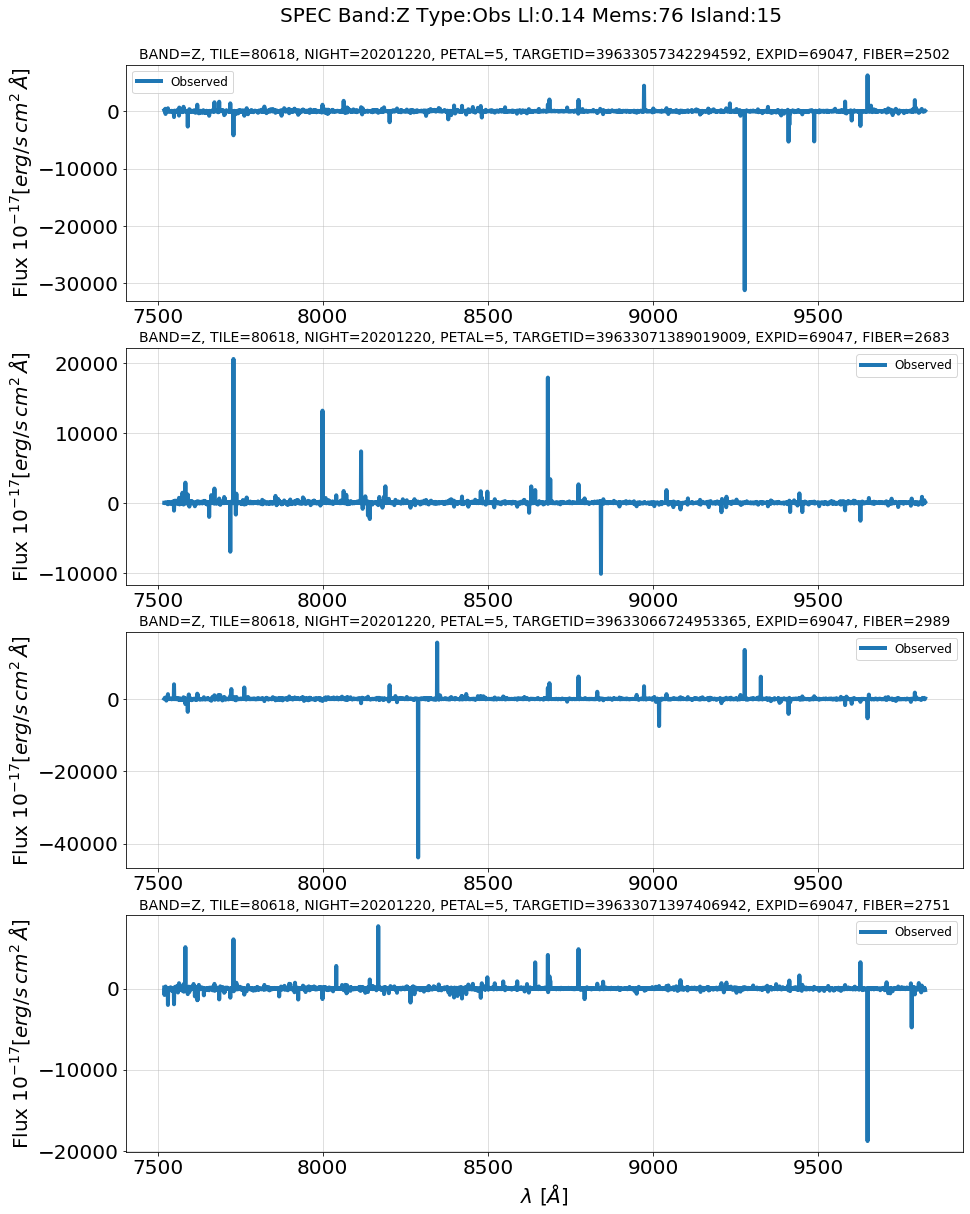 SPEC Band:Z Type:Obs Ll:0.14 Mems:76 Island:15
BAND=Z, TILE=80618, NIGHT=20201220, PETAL=5, TARGETID=39633057342294592, EXPID=69047, FIBER=2502
Observed
0
−10000
−20000
−30000
Flux 10^{−17}[erg/s cm^2 Å]
7500 8000 8500 9000 9500
BAND=Z, TILE=80618, NIGHT=20201220, PETAL=5, TARGETID=39633071389019009, EXPID=69047, FIBER=2683
Observed
20000
10000
0
−10000
Flux 10^{−17}[erg/s cm^2 Å]
7500 8000 8500 9000 9500
BAND=Z, TILE=80618, NIGHT=20201220, PETAL=5, TARGETID=39633066724953365, EXPID=69047, FIBER=2989
Observed
0
−20000
−40000
Flux 10^{−17}[erg/s cm^2 Å]
7500 8000 8500 9000 9500
BAND=Z, TILE=80618, NIGHT=20201220, PETAL=5, TARGETID=39633071397406942, EXPID=69047, FIBER=2751
Observed
0
−10000
−20000
Flux 10^{−17}[erg/s cm^2 Å]
7500 8000 8500 9000 9500
λ [Å]